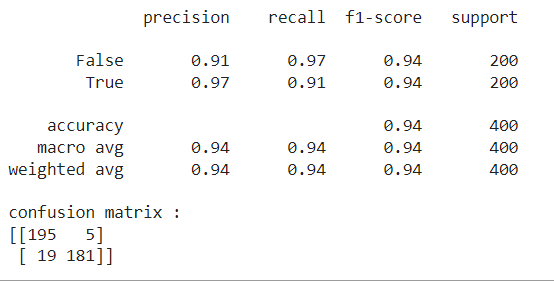 precision recall f1-score support
False 0.91 0.97 0.94 200
True 0.97 0.91 0.94 200
accuracy 0.94 400
macro avg 0.94 0.94 0.94 400
weighted avg 0.94 0.94 0.94 400
confusion matrix :
[[195 5]
[ 19 181]]